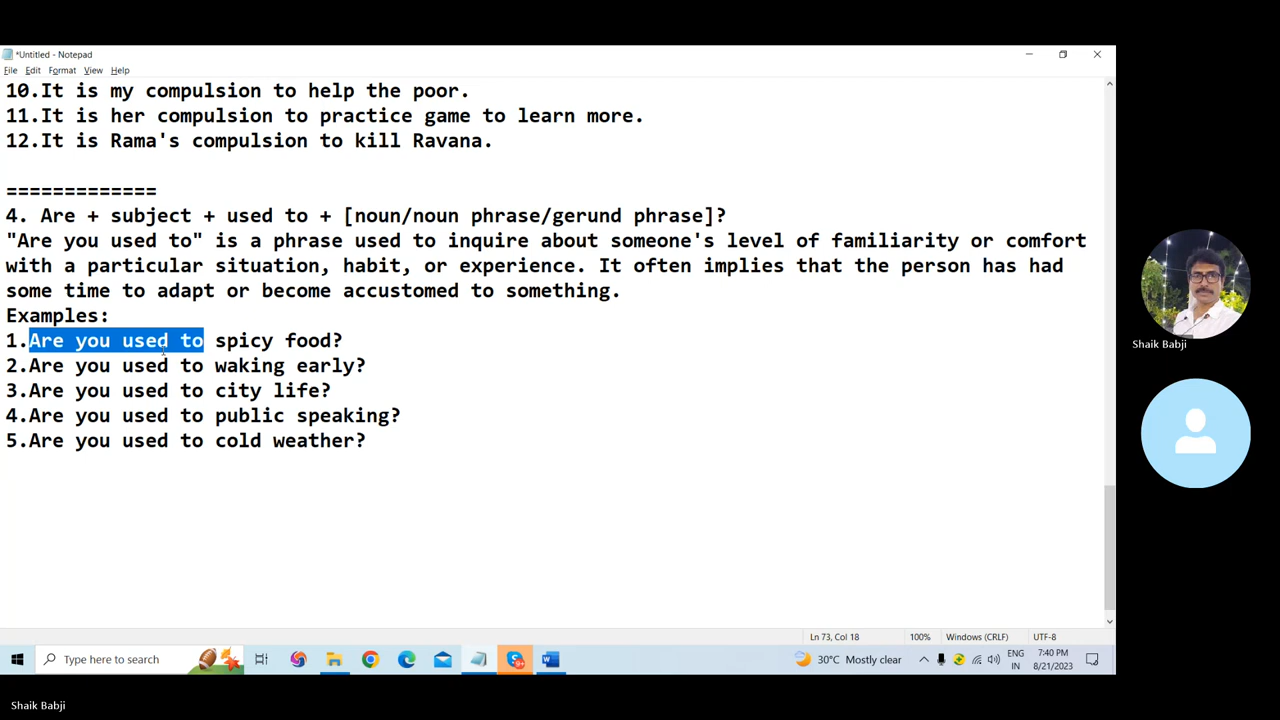 *Untitled - Notepad
File Edit Format View Help
10.It is my compulsion to help the poor.
11.It is her compulsion to practice game to learn more.
12.It is Rama's compulsion to kill Ravana.
=============
4. Are + subject + used to + [noun/noun phrase/gerund phrase]?
"Are you used to" is a phrase used to inquire about someone's level of familiarity or comfort
with a particular situation, habit, or experience. It often implies that the person has had
some time to adapt or become accustomed to something.
Examples:
1.Are you used to spicy food?
2.Are you used to waking early?
3.Are you used to city life?
4.Are you used to public speaking?
5.Are you used to cold weather?
Shaik Babji
Ln 73, Col 18 100% Windows (CRLF) UTF-8
Type here to search 30°C Mostly clear ENG IN 7:40 PM 8/21/2023
Shaik Babji